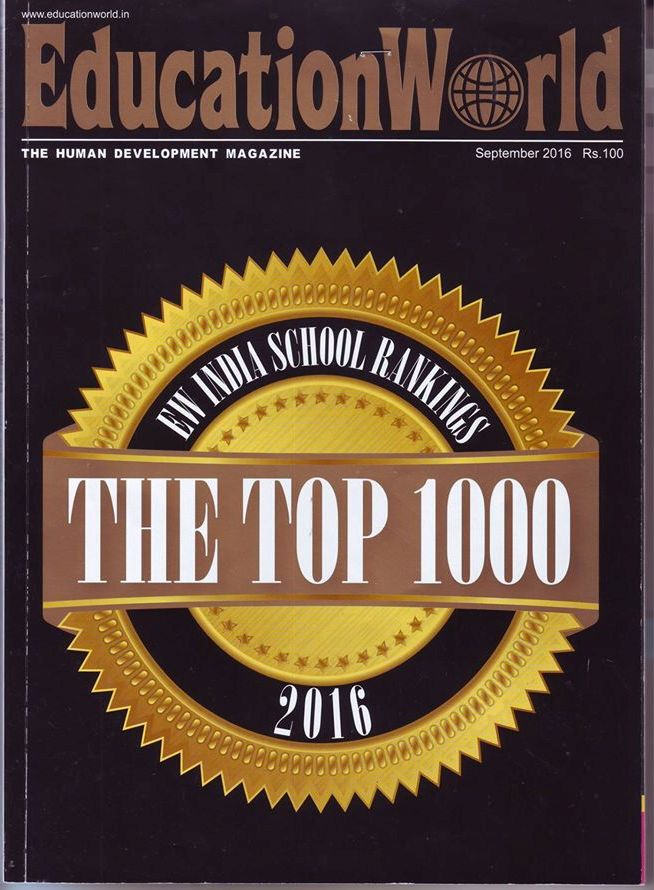 www.educationworld.in
EducationWorld
THE HUMAN DEVELOPMENT MAGAZINE
September 2016 Rs.100
EW INDIA SCHOOL RANKINGS
THE TOP 1000
2016